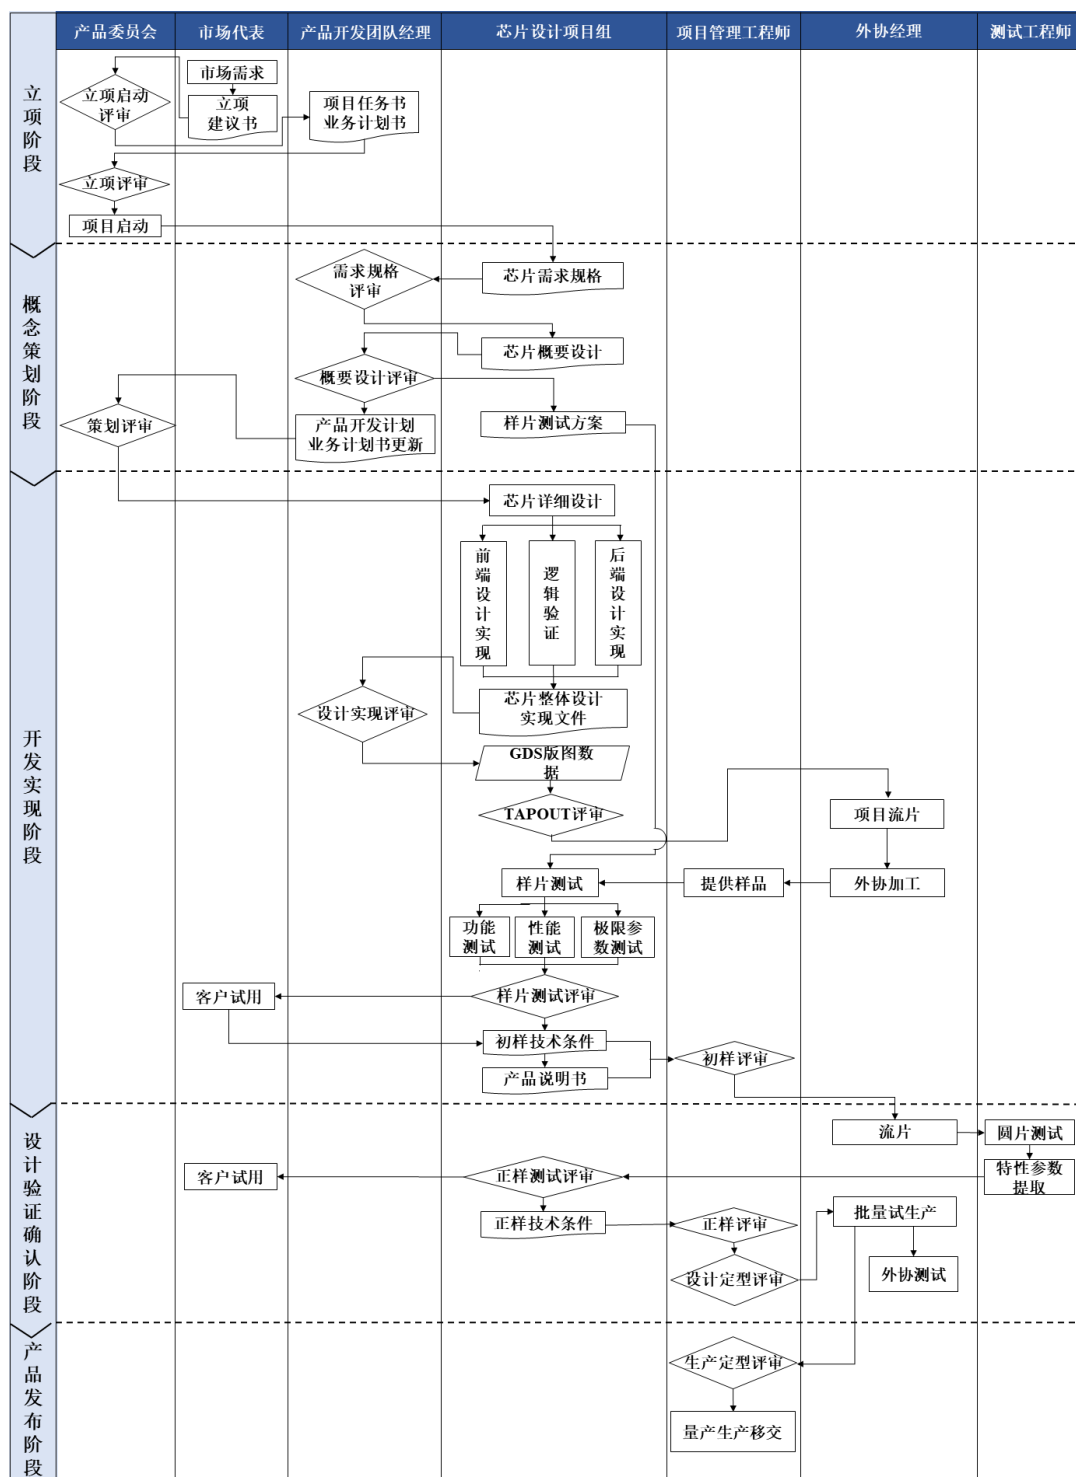 产品委员会
市场代表
产品开发团队经理
芯片设计项目组
项目管理工程师
外协经理
测试工程师
立项阶段
市场需求
立项启动
评审
立项
建议书
项目任务书
业务计划书
立项评审
项目启动
概念策划阶段
需求规格
评审
芯片需求规格
芯片概要设计
概要设计评审
策划评审
产品开发计划
业务计划书更新
样片测试方案
开发实现阶段
芯片详细设计
前端设计实现
逻辑验证
后端设计实现
设计实现评审
芯片整体设计
实现文件
GDS版图数
据
TAPOUT评审
项目流片
样片测试
提供样品
外协加工
功能
测试
性能
测试
极限参
数测试
客户试用
样片测试评审
初样技术条件
初样评审
产品说明书
设计验证确认阶段
流片
圆片测试
客户试用
正样测试评审
特性参数
提取
正样技术条件
正样评审
批量试生产
设计定型评审
外协测试
产品发布阶段
生产定型评审
量产生产移交